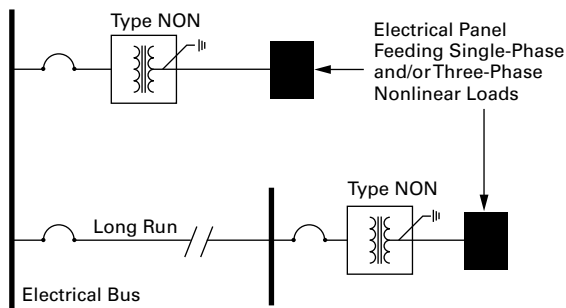 Type NON
Electrical Panel
Feeding Single-Phase
and/or Three-Phase
Nonlinear Loads
Type NON
Long Run
Electrical Bus